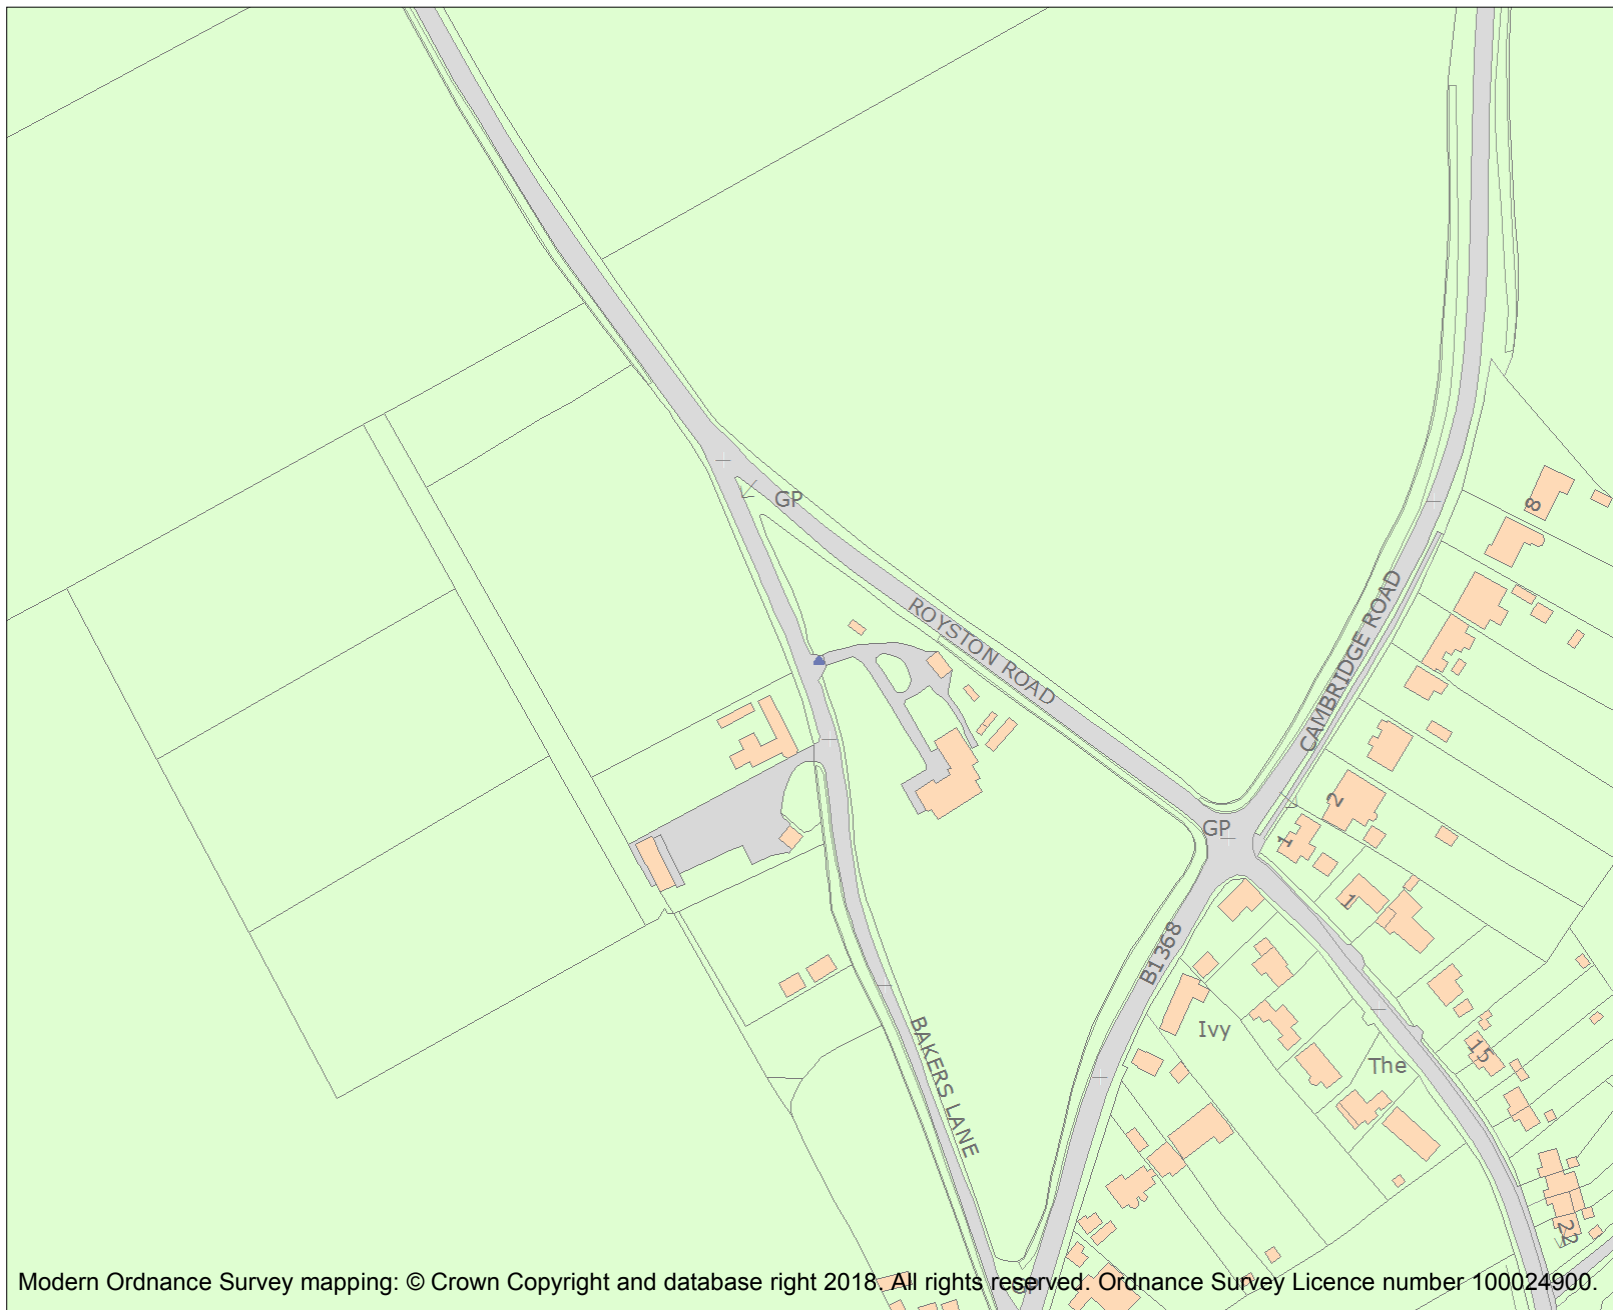 GP
8
ROYSTON ROAD
CAMBRIDGE ROAD
2
GP
1
1
B1368
Ivy
BAKERS LANE
15
The
22
GP
Modern Ordnance Survey mapping: © Crown Copyright and database right 2018. All rights reserved. Ordnance Survey Licence number 100024900.